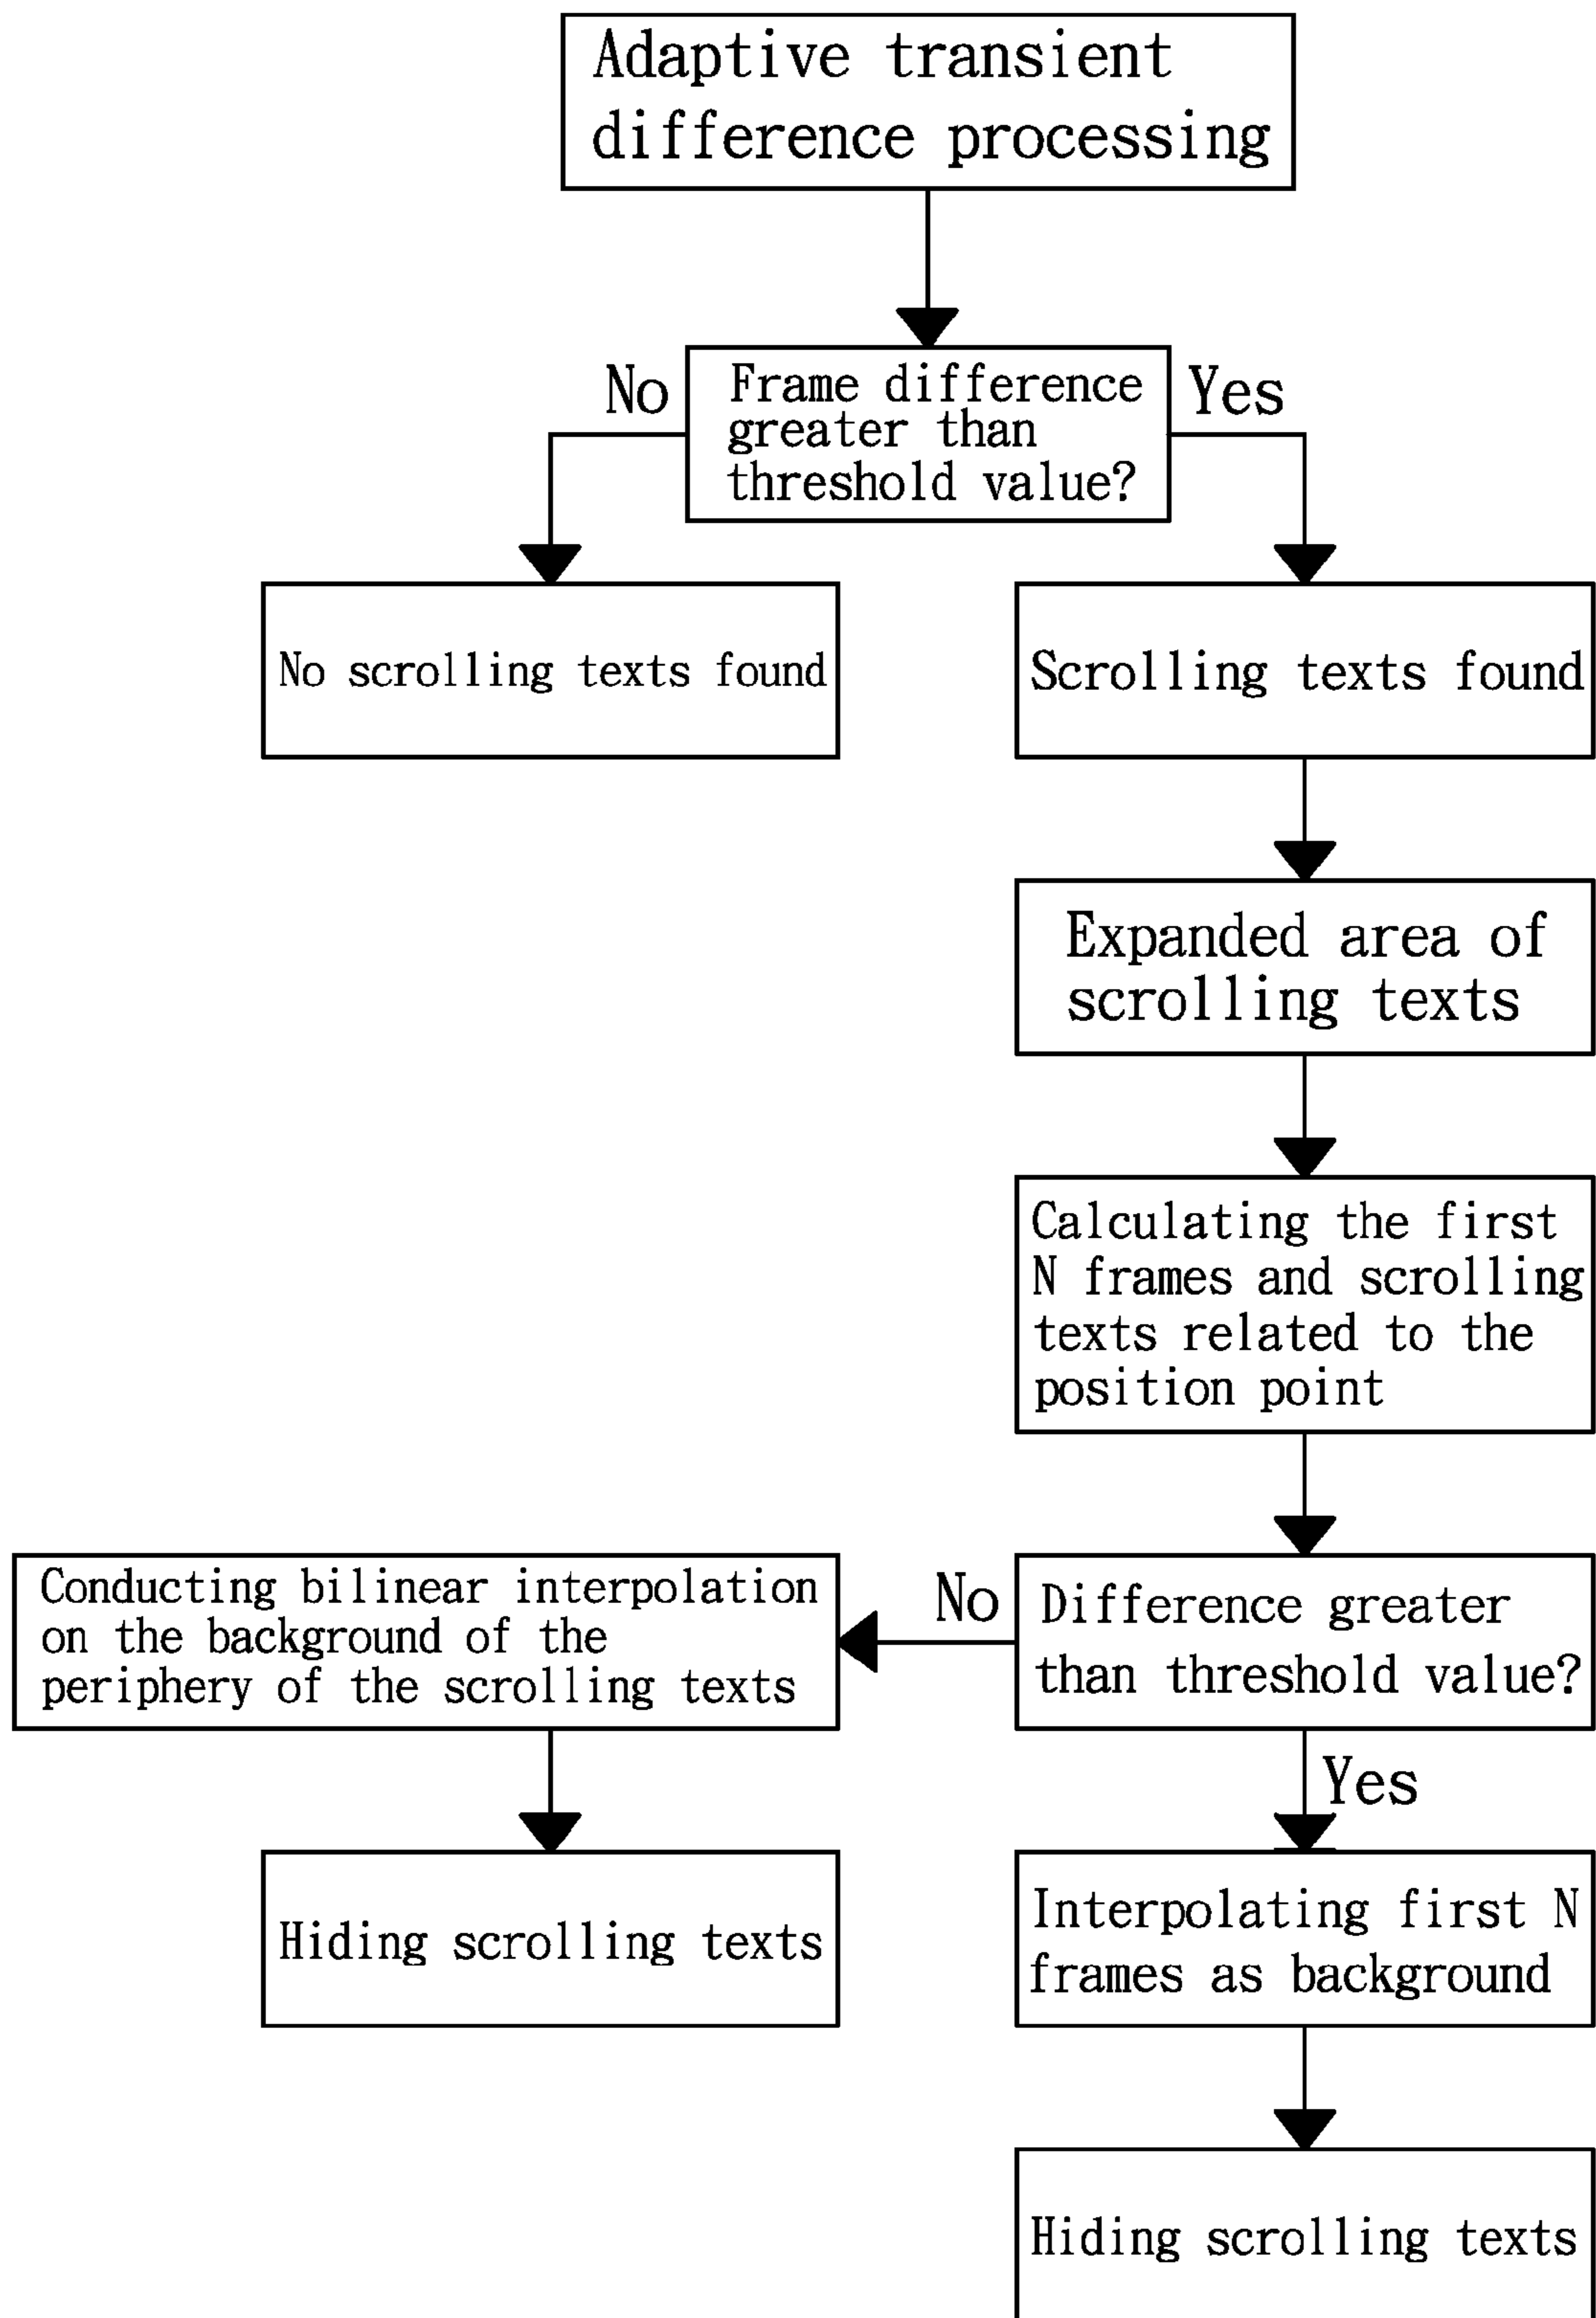 Adaptive transient
difference processing
No
Frame difference
greater than
threshold value?
Yes
No scrolling texts found
Scrolling texts found
Expanded area of
scrolling texts
Calculating the first
N frames and scrolling
texts related to the
position point
Conducting bilinear interpolation
on the background of the
periphery of the scrolling texts
No
Difference greater
than threshold value?
Yes
Hiding scrolling texts
Interpolating first N
frames as background
Hiding scrolling texts